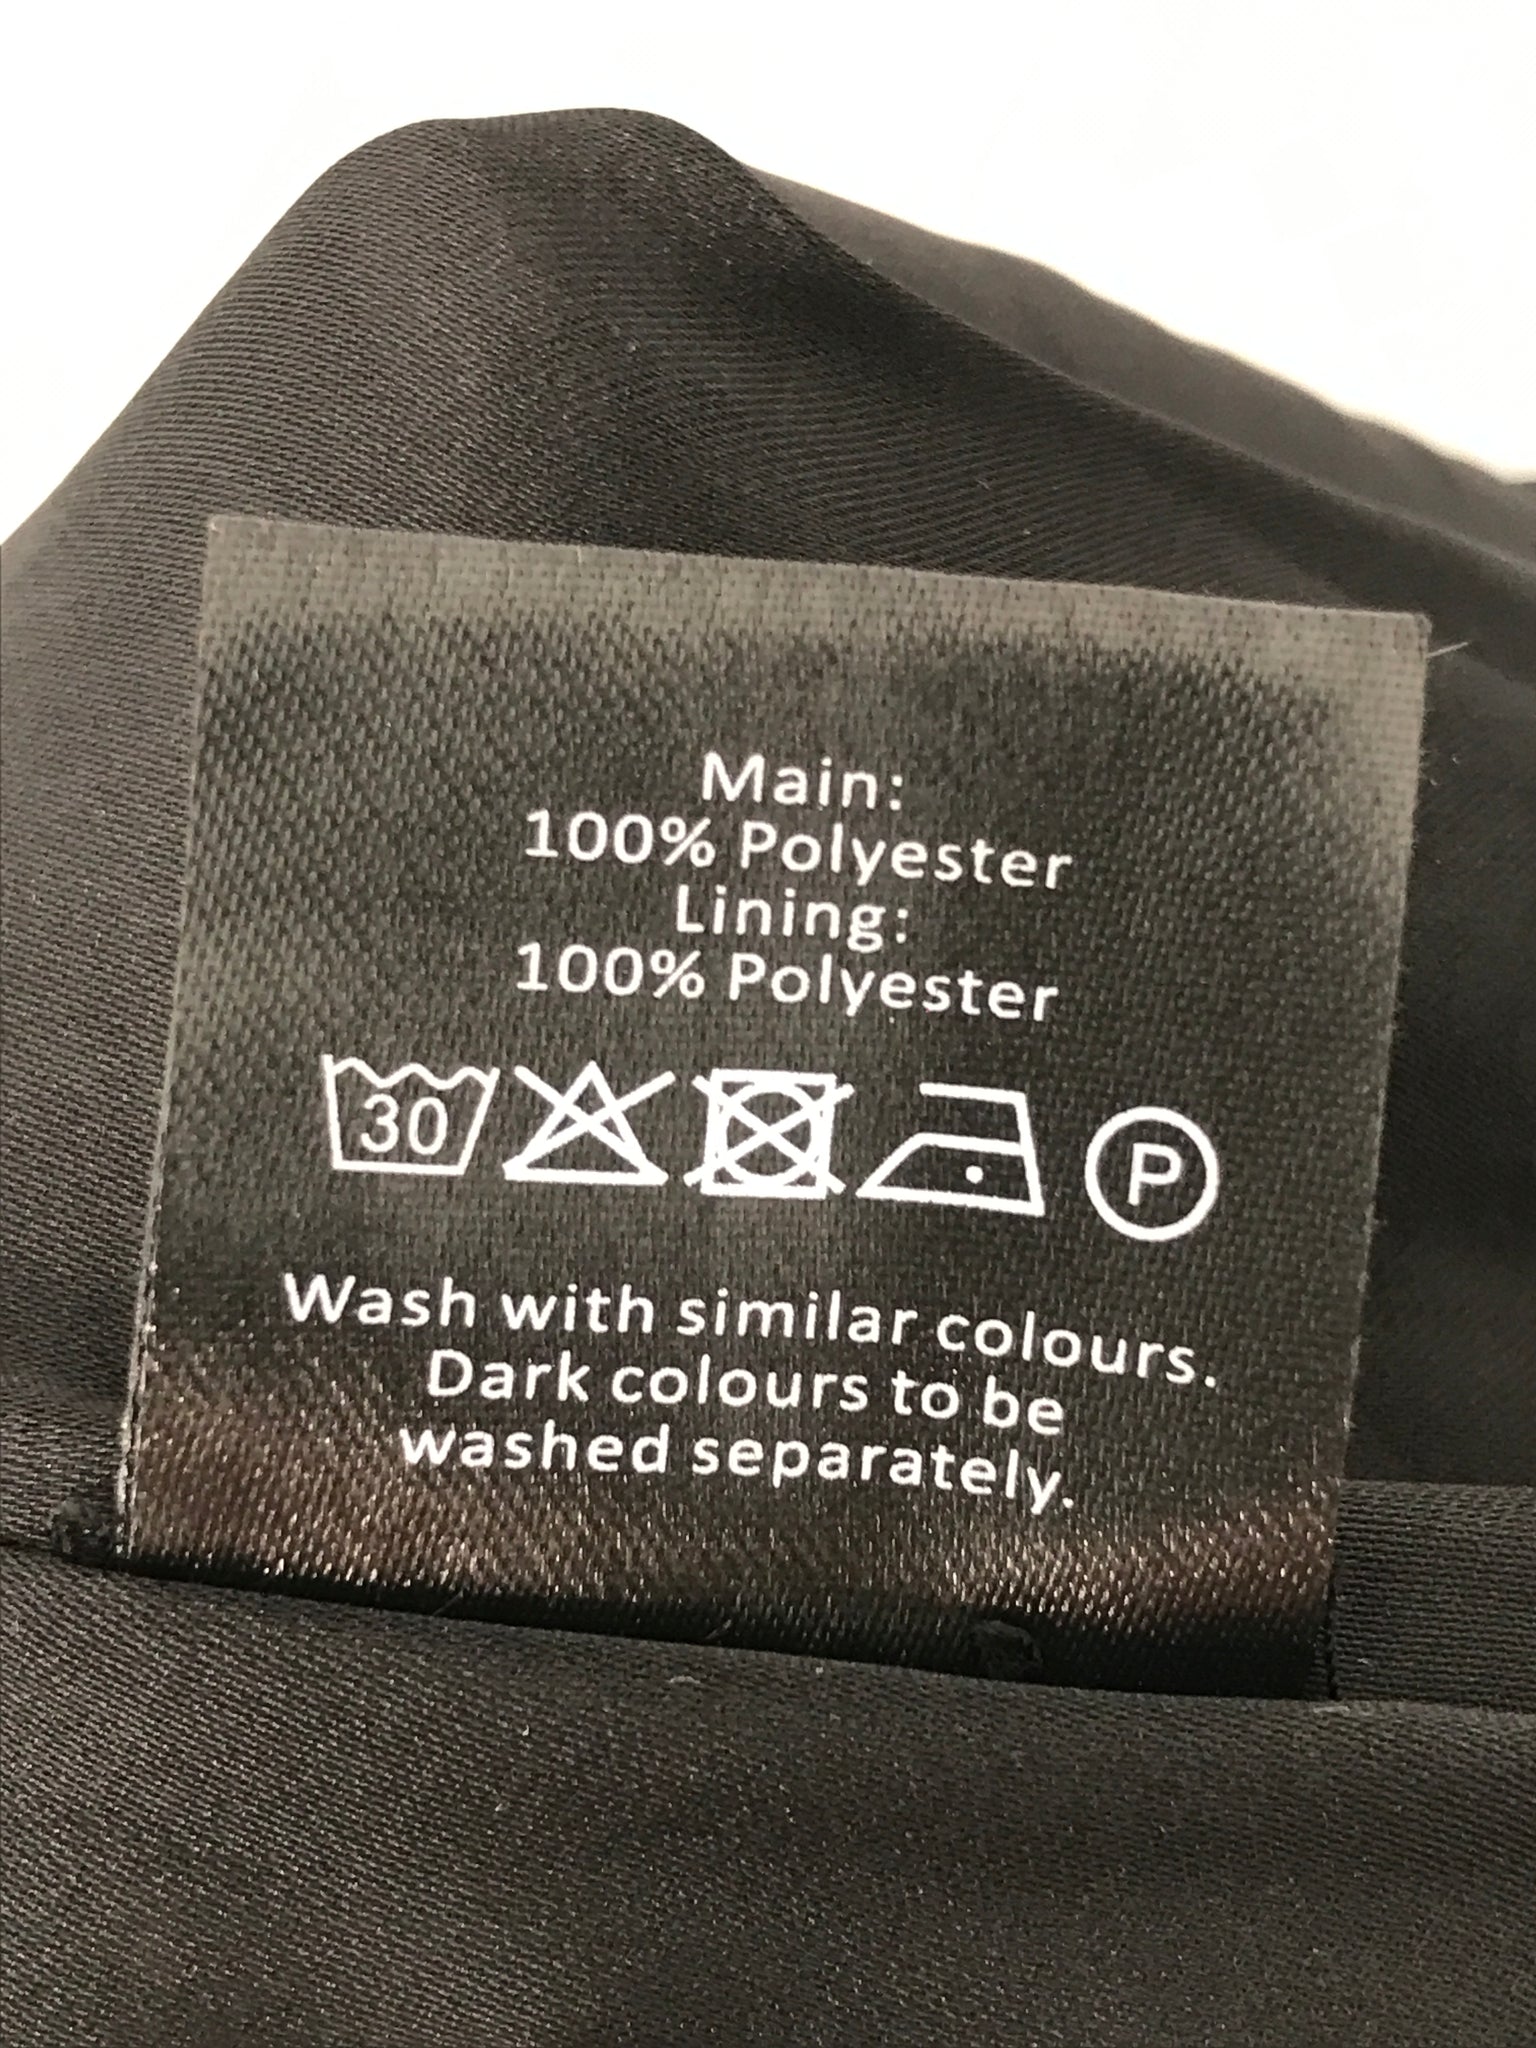 Main:
100% Polyester
Lining:
100% Polyester
30
P
Wash with similar colours.
Dark colours to be
washed separately.